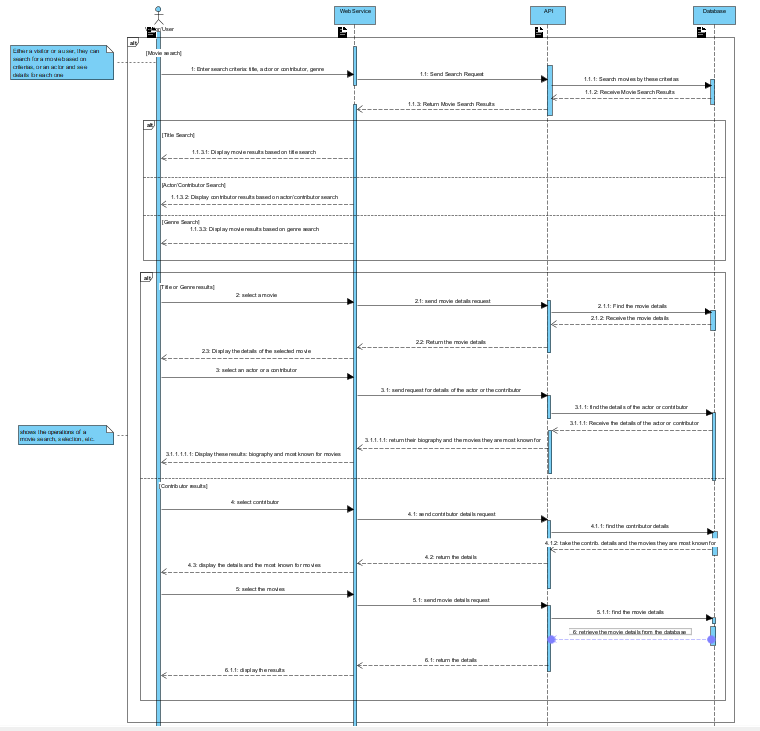 Web Service
API
Database
/User
alt
[Movie search]
Either a visitor or a user, they can
search for a movie based on
criterias, or an actor and see
details for each one
1: Enter search criteria: title, actor or contributor, genre
1.1: Send Search Request
1.1.1: Search movies by these criterias
1.1.2: Receive Movie Search Results
1.1.3: Return Movie Search Results
alt
[Title Search]
1.1.3.1: Display movie results based on title search
[Actor/Contributor Search]
1.1.3.2: Display contributor results based on actor/contributor search
[Genre Search]
1.1.3.3: Display movie results based on genre search
alt
[Title or Genre results]
2: select a movie
2.1: send movie details request
2.1.1: Find the movie details
2.1.2: Receive the movie details
2.2: Return the movie details
2.3: Display the details of the selected movie
3: select an actor or a contributor
3.1: send request for details of the actor or the contributor
3.1.1: find the details of the actor or contributor
3.1.1.1: Receive the details of the actor or contributor
3.1.1.1.1: return their biography and the movies they are most known for
3.1.1.1.1.1: Display these results: biography and most known for movies
shows the operations of a
movie search, selection, etc.
[Contributor results]
4: select contributor
4.1: send contributor details request
4.1.1: find the contributor details
4.1.2: take the contrib. details and the movies they are most known for
4.2: return the details
4.3: display the details and the most known for movies
5: select the movies
5.1: send movie details request
5.1.1: find the movie details
6: retrieve the movie details from the database
6.1: return the details
6.1.1: display the results